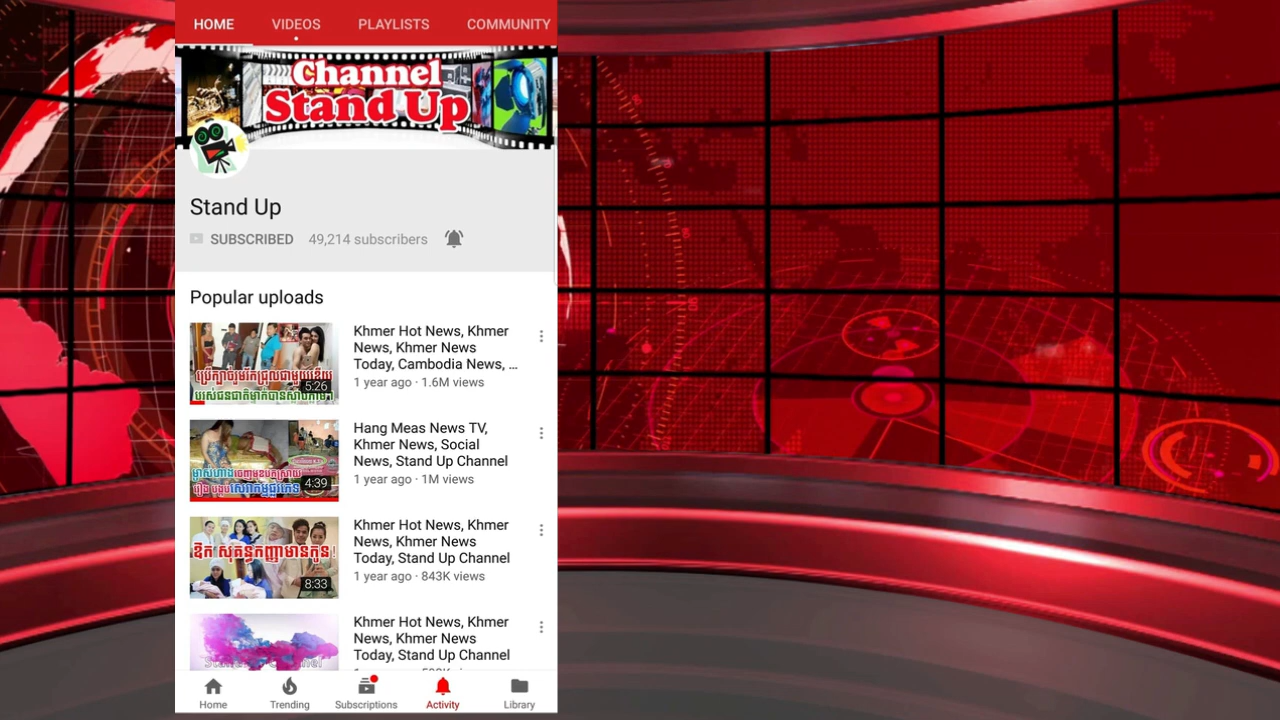 HOME VIDEOS PLAYLISTS COMMUNITY
Channel
Stand Up
Stand Up
SUBSCRIBED 49,214 subscribers
Popular uploads
Khmer Hot News, Khmer
News, Khmer News
Today, Cambodia News, ...
1 year ago · 1.6M views
5:26
Hang Meas News TV,
Khmer News, Social
News, Stand Up Channel
1 year ago · 1M views
4:39
Khmer Hot News, Khmer
News, Khmer News
Today, Stand Up Channel
1 year ago · 843K views
8:33
Khmer Hot News, Khmer
News, Khmer News
Today, Stand Up Channel
Home Trending Subscriptions Activity Library